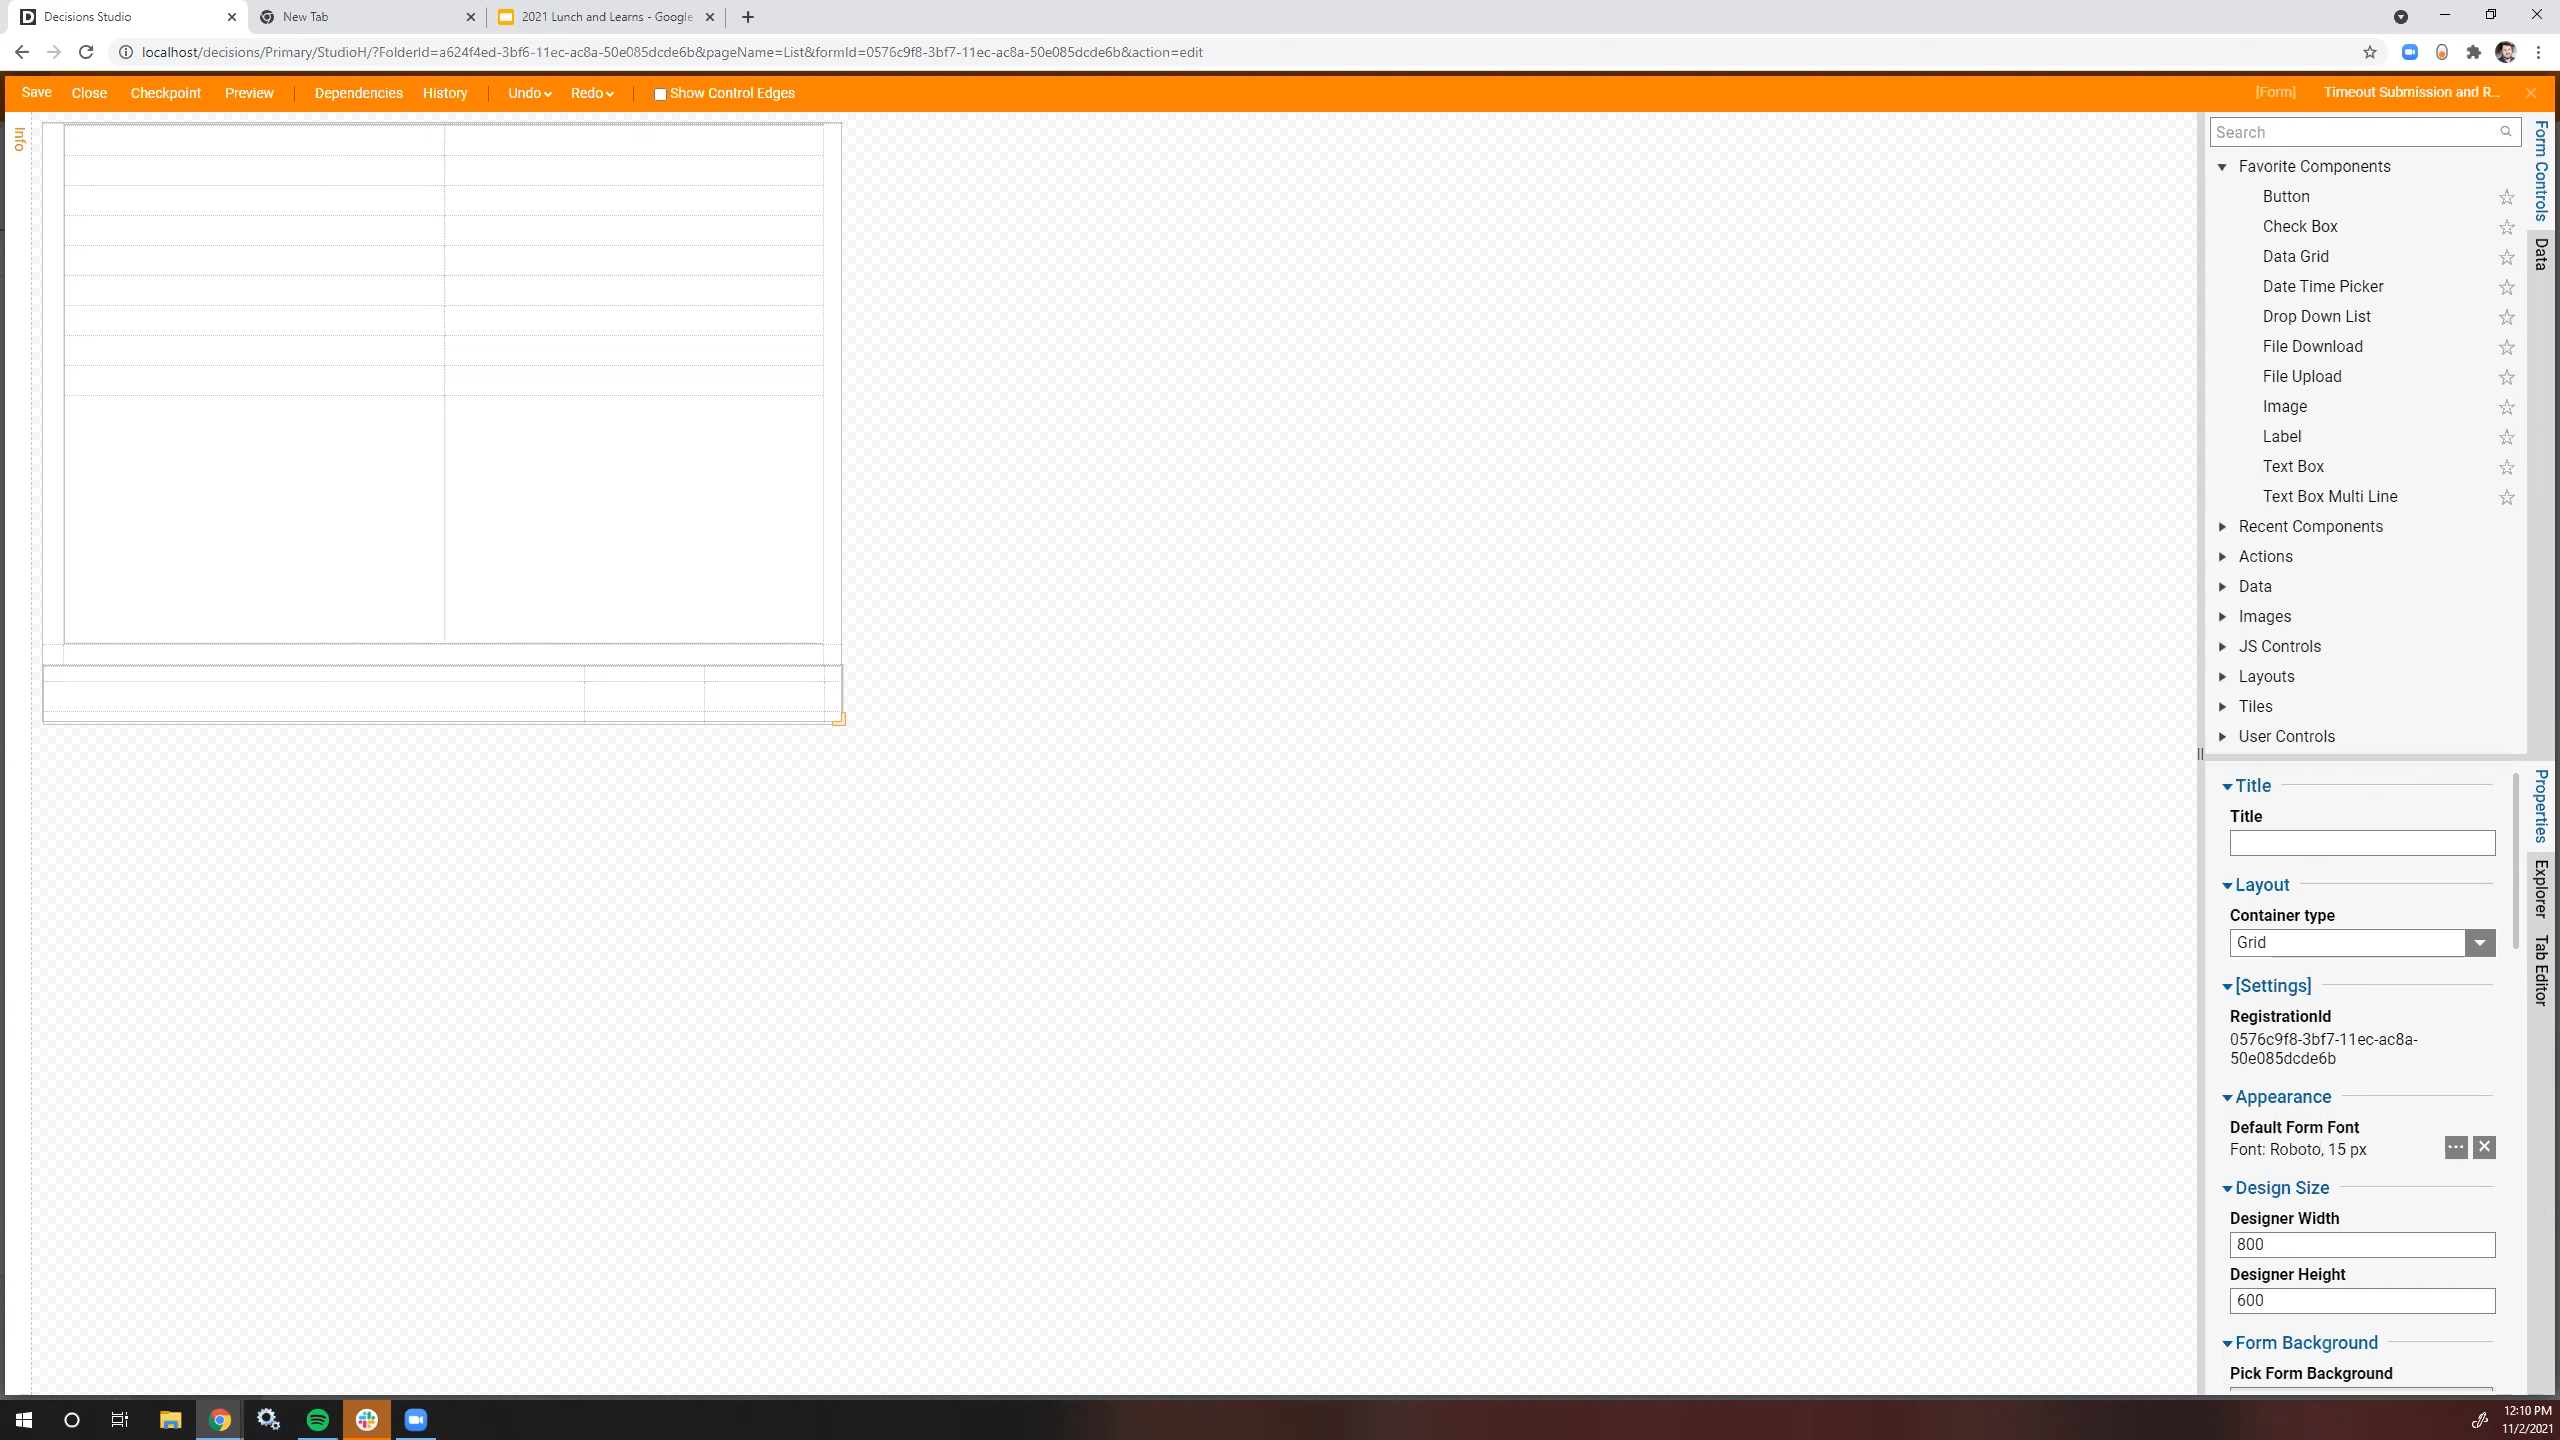 Decisions Studio
New Tab
2021 Lunch and Learns - Google
localhost/decisions/Primary/StudioH/?FolderId=a624f4ed-3bf6-11ec-ac8a-50e085dcde6b&pageName=List&formId=0576c9f8-3bf7-11ec-ac8a-50e085dcde6b&action=edit
Save Close Checkpoint Preview Dependencies History Undo Redo Show Control Edges [Form] Timeout Submission and R...
Info
Search
Favorite Components
Button
Check Box
Data Grid
Date Time Picker
Drop Down List
File Download
File Upload
Image
Label
Text Box
Text Box Multi Line
Recent Components
Actions
Data
Images
JS Controls
Layouts
Tiles
User Controls
Form Controls
Data
Title
Title
Layout
Container type
Grid
[Settings]
RegistrationId
0576c9f8-3bf7-11ec-ac8a-
50e085dcde6b
Appearance
Default Form Font
Font: Roboto, 15 px
Design Size
Designer Width
800
Designer Height
600
Form Background
Pick Form Background
Properties
Explorer
Tab Editor
12:10 PM
11/2/2021